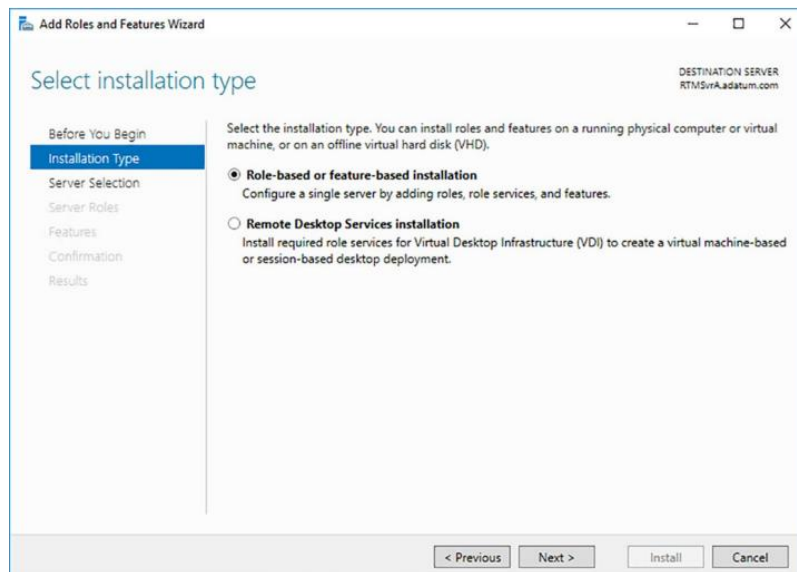 Add Roles and Features Wizard
Select installation type
DESTINATION SERVER
RTMSvrA.adatum.com
Before You Begin
Installation Type
Server Selection
Server Roles
Features
Confirmation
Results
Select the installation type. You can install roles and features on a running physical computer or virtual
machine, or on an offline virtual hard disk (VHD).
Role-based or feature-based installation
Configure a single server by adding roles, role services, and features.
Remote Desktop Services installation
Install required role services for Virtual Desktop Infrastructure (VDI) to create a virtual machine-based
or session-based desktop deployment.
< Previous
Next >
Install
Cancel